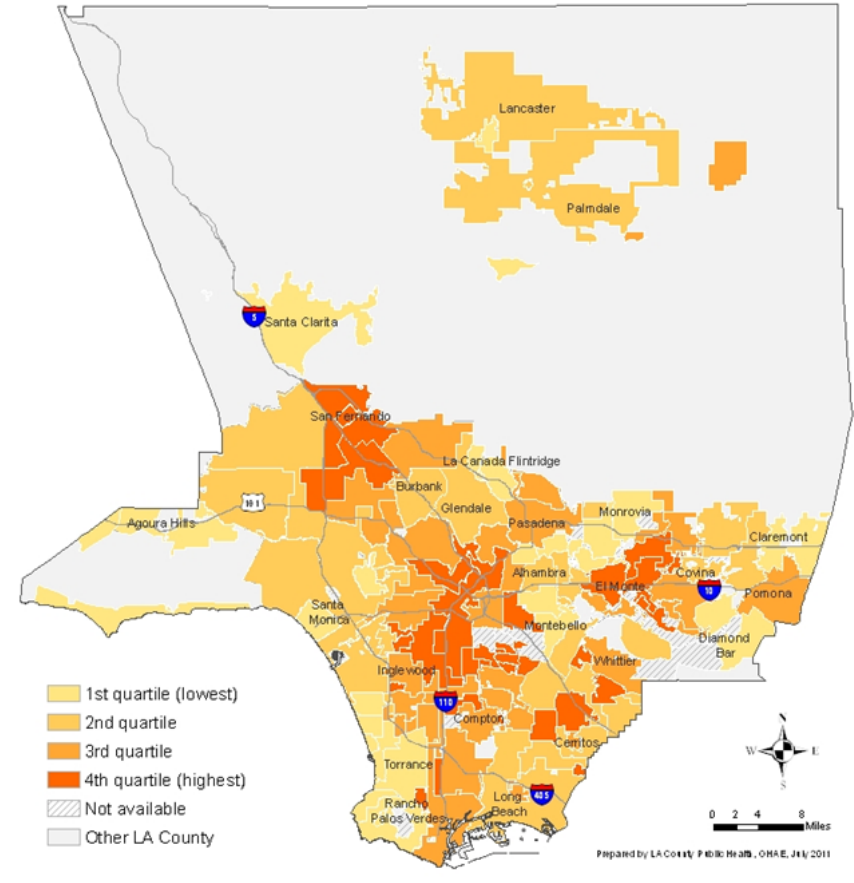 Lancaster
Palmdale
5
Santa Clarita
San Fernando
La Canada Flintridge
Burbank
101
Glendale
Monrovia
Agoura Hills
Pasadena
Claremont
Alhambra
Covina
El Monte
10
Pomona
Santa
Monica
Montebello
Diamond
Bar
Whittier
Inglewood
1st quartile (lowest)
110
2nd quartile
Compton
3rd quartile
Cerritos
N
W
E
S
4th quartile (highest)
Torrance
Not available
Rancho
Palos Verdes
Long
Beach
405
Other LA County
0 2 4 8
Miles
Prepared by LA County Public Health, OHAE, July 2011